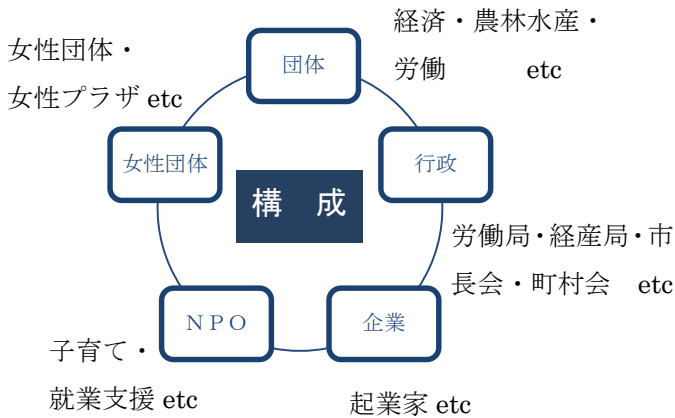 経済・農林水産・
労働　　　etc
団体
女性団体・
女性プラザ etc
女性団体
行政
構　成
労働局・経産局・市
長会・町村会　etc
ＮＰＯ
企業
子育て・
就業支援 etc
起業家 etc